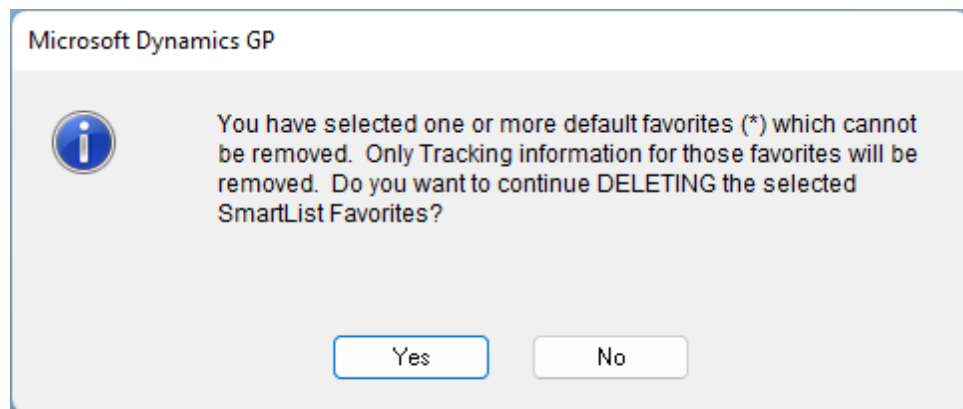 Microsoft Dynamics GP
You have selected one or more default favorites (*) which cannot
be removed.  Only Tracking information for those favorites will be
removed.  Do you want to continue DELETING the selected
SmartList Favorites?
Yes
No